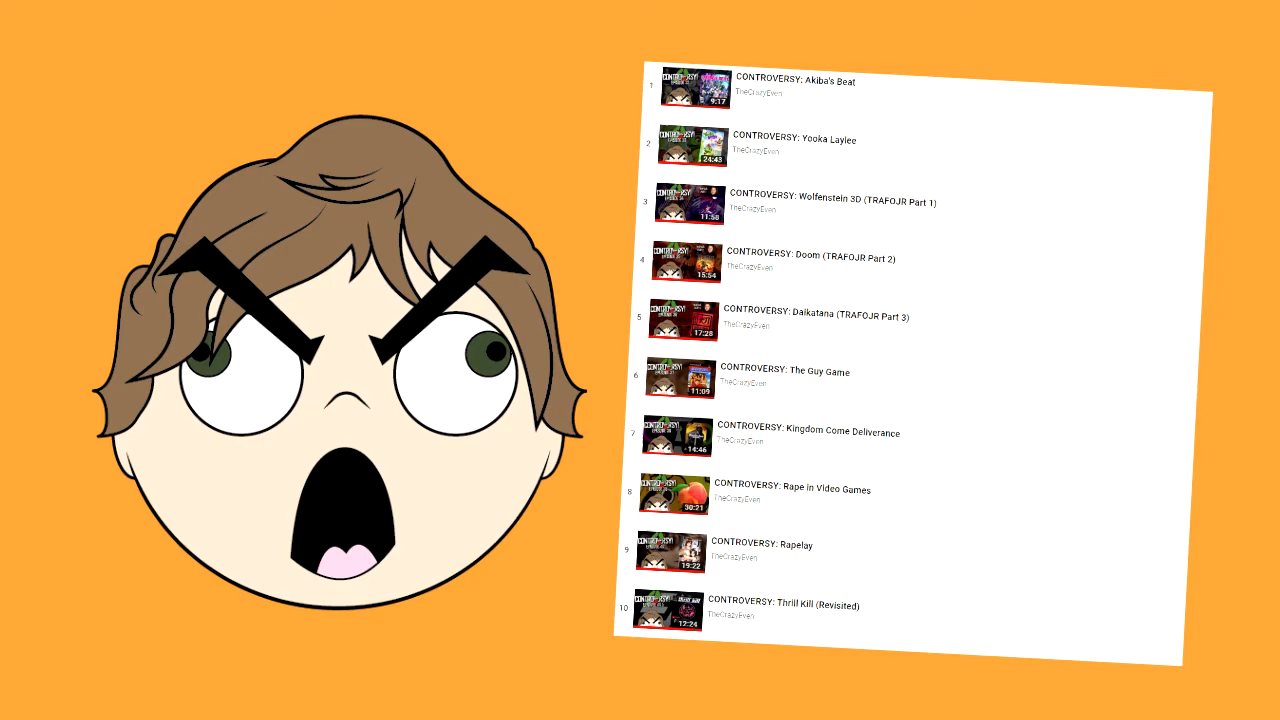 1
9:17
CONTROVERSY: Akiba's Beat
TheCrazyEven
2
24:43
CONTROVERSY: Yooka Laylee
TheCrazyEven
3
11:58
CONTROVERSY: Wolfenstein 3D (TRAFOJR Part 1)
TheCrazyEven
4
15:54
CONTROVERSY: Doom (TRAFOJR Part 2)
TheCrazyEven
5
17:28
CONTROVERSY: Daikatana (TRAFOJR Part 3)
TheCrazyEven
6
11:09
CONTROVERSY: The Guy Game
TheCrazyEven
7
14:46
CONTROVERSY: Kingdom Come Deliverance
TheCrazyEven
8
30:21
CONTROVERSY: Rape in Video Games
TheCrazyEven
9
19:22
CONTROVERSY: Rapelay
TheCrazyEven
10
12:24
CONTROVERSY: Thrill Kill (Revisited)
TheCrazyEven